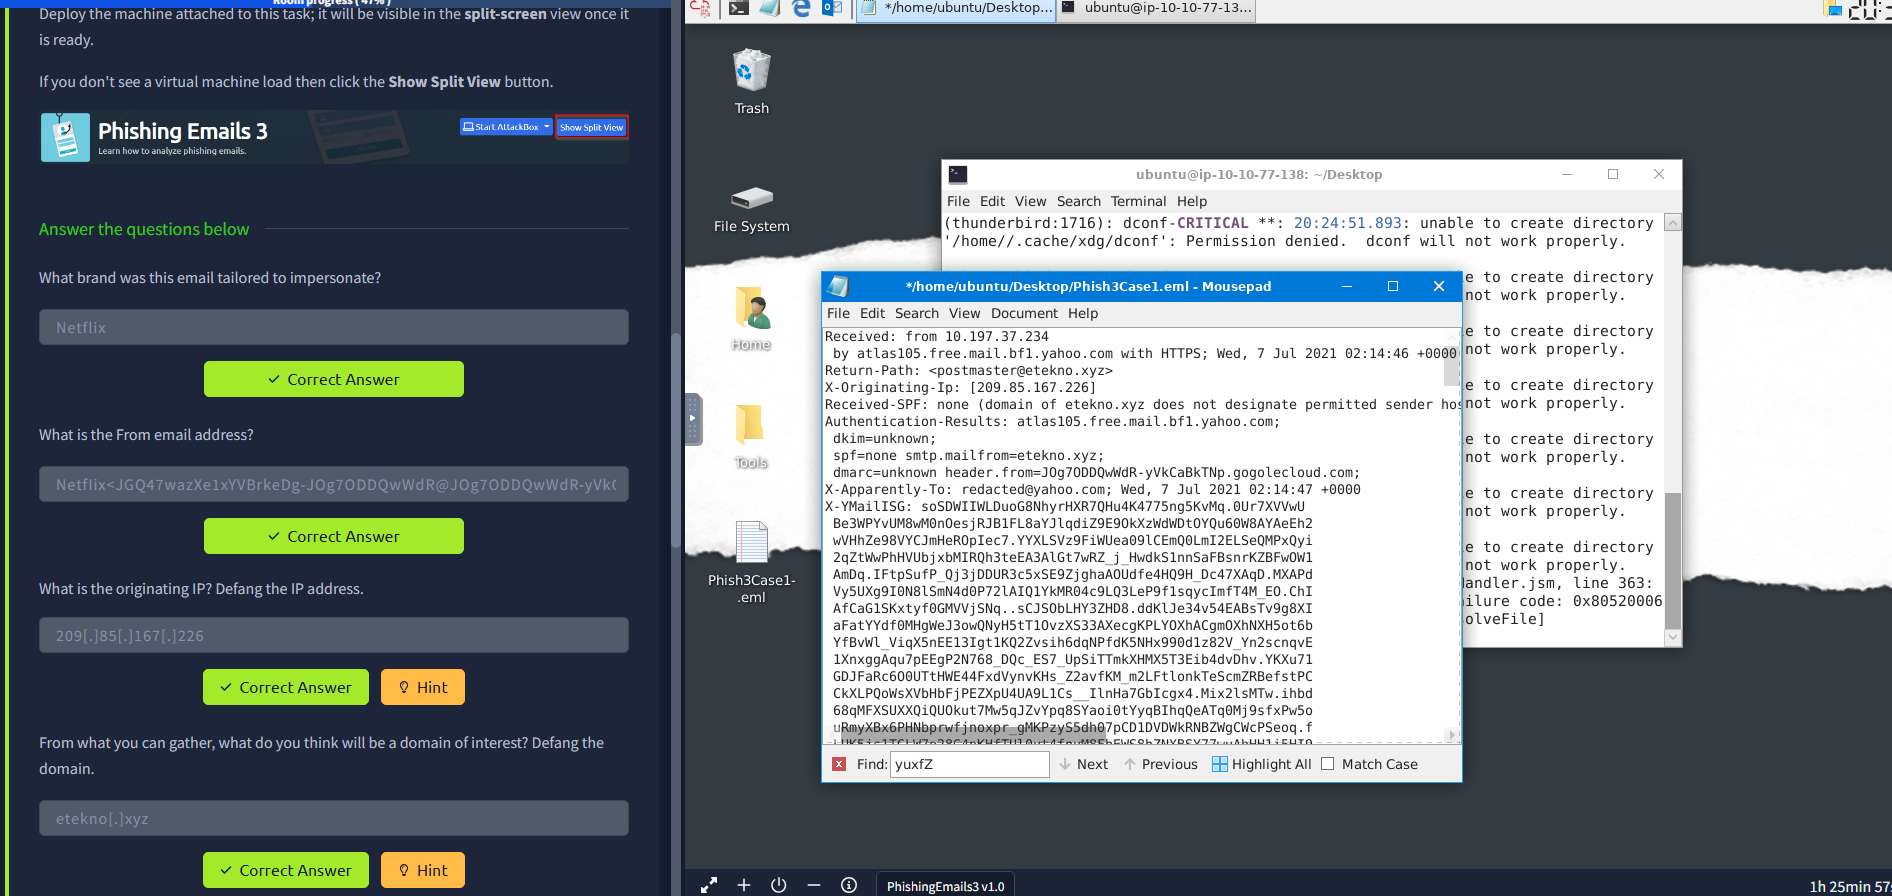 Room progress ( 47% )
Deploy the machine attached to this task; it will be visible in the split-screen view once it
is ready.
If you don't see a virtual machine load then click the Show Split View button.
Phishing Emails 3
Learn how to analyze phishing emails.
Start AttackBox
Show Split View
Answer the questions below
What brand was this email tailored to impersonate?
Netflix
Correct Answer
What is the From email address?
Netflix<JGQ47wazXe1xYVBrkeDg-JOg7ODDQwWdR@JOg7ODDQwWdR-yVkC
Correct Answer
What is the originating IP? Defang the IP address.
209[.]85[.]167[.]226
Correct Answer
Hint
From what you can gather, what do you think will be a domain of interest? Defang the
domain.
etekno[.]xyz
Correct Answer
Hint
*/home/ubuntu/Desktop...
ubuntu@ip-10-10-77-13...
Trash
File System
Home
Tools
Phish3Case1-
.eml
ubuntu@ip-10-10-77-138: ~/Desktop
File Edit View Search Terminal Help
(thunderbird:1716): dconf-CRITICAL **: 20:24:51.893: unable to create directory
'/home//.cache/xdg/dconf': Permission denied.  dconf will not work properly.
e to create directory
not work properly.
e to create directory
not work properly.
e to create directory
not work properly.
e to create directory
not work properly.
e to create directory
not work properly.
e to create directory
not work properly.
Handler.jsm, line 363:
ilure code: 0x80520006
olveFile]
*/home/ubuntu/Desktop/Phish3Case1.eml - Mousepad
File Edit Search View Document Help
Received: from 10.197.37.234
by atlas105.free.mail.bf1.yahoo.com with HTTPS; Wed, 7 Jul 2021 02:14:46 +0000
Return-Path: <postmaster@etekno.xyz>
X-Originating-Ip: [209.85.167.226]
Received-SPF: none (domain of etekno.xyz does not designate permitted sender hos
Authentication-Results: atlas105.free.mail.bf1.yahoo.com;
dkim=unknown;
spf=none smtp.mailfrom=etekno.xyz;
dmarc=unknown header.from=JOg7ODDQwWdR-yVkCaBkTNp.gogolecloud.com;
X-Apparently-To: redacted@yahoo.com; Wed, 7 Jul 2021 02:14:47 +0000
X-YMailISG: soSDWIIWLDuoG8NhyrHXR7QHu4K4775ng5KvMq.0Ur7XVVwU
Be3WPYvUM8wM0nOesjRJB1FL8aYJlqdiZ9E9OkXzWdWDtOYQu60W8AYAeEh2
wVHhZe98VYCJmHeROpIec7.YYXLSVz9FiWUea09lCEmQ0LmI2ELSeQMPxQyi
2qZtWwPhHVUbjxbMIRQh3teEA3AlGt7wRZ_j_HwdkS1nnSaFBsnrKZBFwOW1
AmDq.IFtpSufP_Qj3jDDUR3c5xSE9ZjghaAOUdfe4HQ9H_Dc47XAqD.MXAPd
Vy5UXg9I0N8lSmN4d0P72lAIQ1YkMR04c9LQ3LeP9f1sqycImfT4M_EO.ChI
AfCaG1SKxtyf0GMVVjSNq..sCJSObLHY3ZHD8.ddKlJe34v54EABsTv9g8XI
aFatYYdf0MHgWeJ3owQNyH5tT1OvzXS33AXecgKPLYOXhACgmOXhNXH5ot6b
YfBvWl_ViqX5nEE13Igt1KQ2Zvsih6dqNPfdK5NHx990d1z82V_Yn2scnqvE
1XnxggAqu7pEEgP2N768_DQc_ES7_UpSiTTmkXHMX5T3Eib4dvDhv.YKXu71
GDJFaRc6O0UTtHWE44FxdVynvKHs_Z2avfKM_m2LFtlonkTeScmZRBefstPC
CkXLPQoWsXVbHbFjPEZXpU4UA9L1Cs__IlnHa7GbIcgx4.Mix2lsMTw.ihbd
68qMFXSUXXQiQUOkut7Mw5qJZvYpq8SYaoi0tYyqBIhqQeATq0Mj9sfxPw5o
uRmyXBx6PHNbprwfjnoxpr_gMKPzyS5dh07pCD1DVDWkRNBZWgCWcPSeoq.f
Find:
yuxfZ
Next
Previous
Highlight All
Match Case
PhishingEmails3 v1.0
1h 25min 57